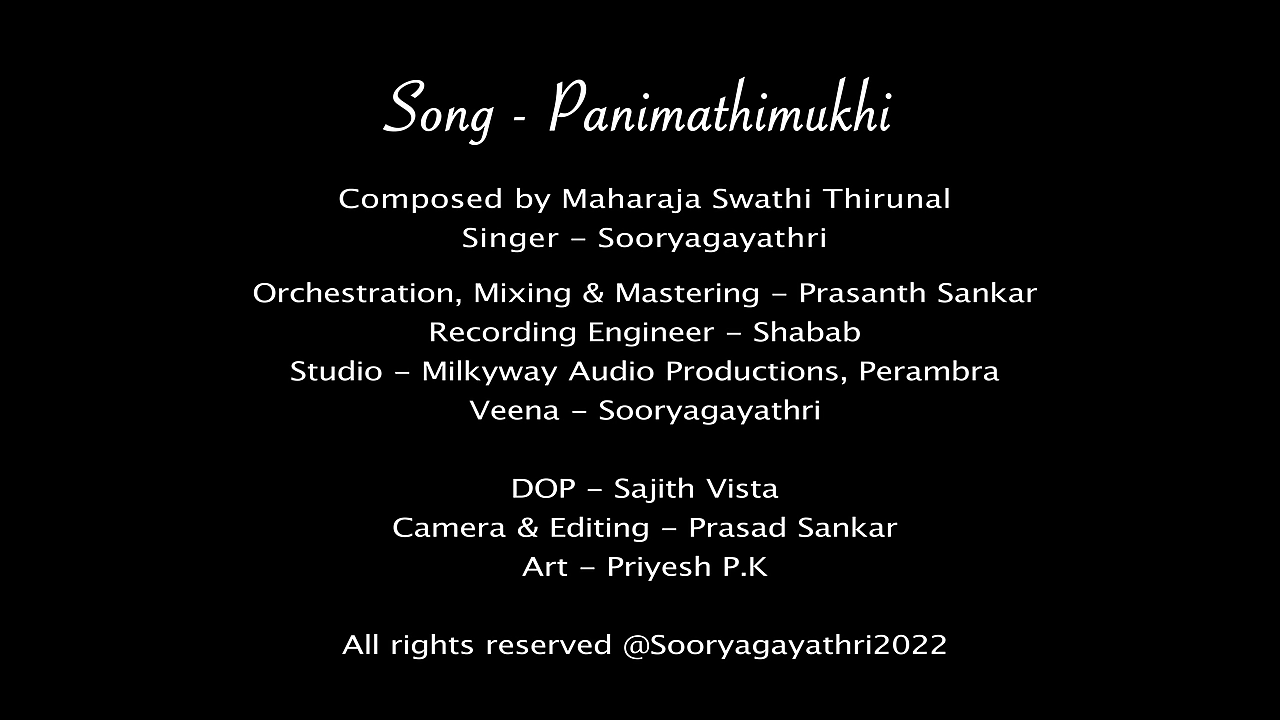 Song - Panimathimukhi
Composed by Maharaja Swathi Thirunal
Singer – Sooryagayathri
Orchestration, Mixing & Mastering – Prasanth Sankar
Recording Engineer – Shabab
Studio – Milkyway Audio Productions, Perambra
Veena – Sooryagayathri
DOP – Sajith Vista
Camera & Editing – Prasad Sankar
Art – Priyesh P.K
All rights reserved @Sooryagayathri2022